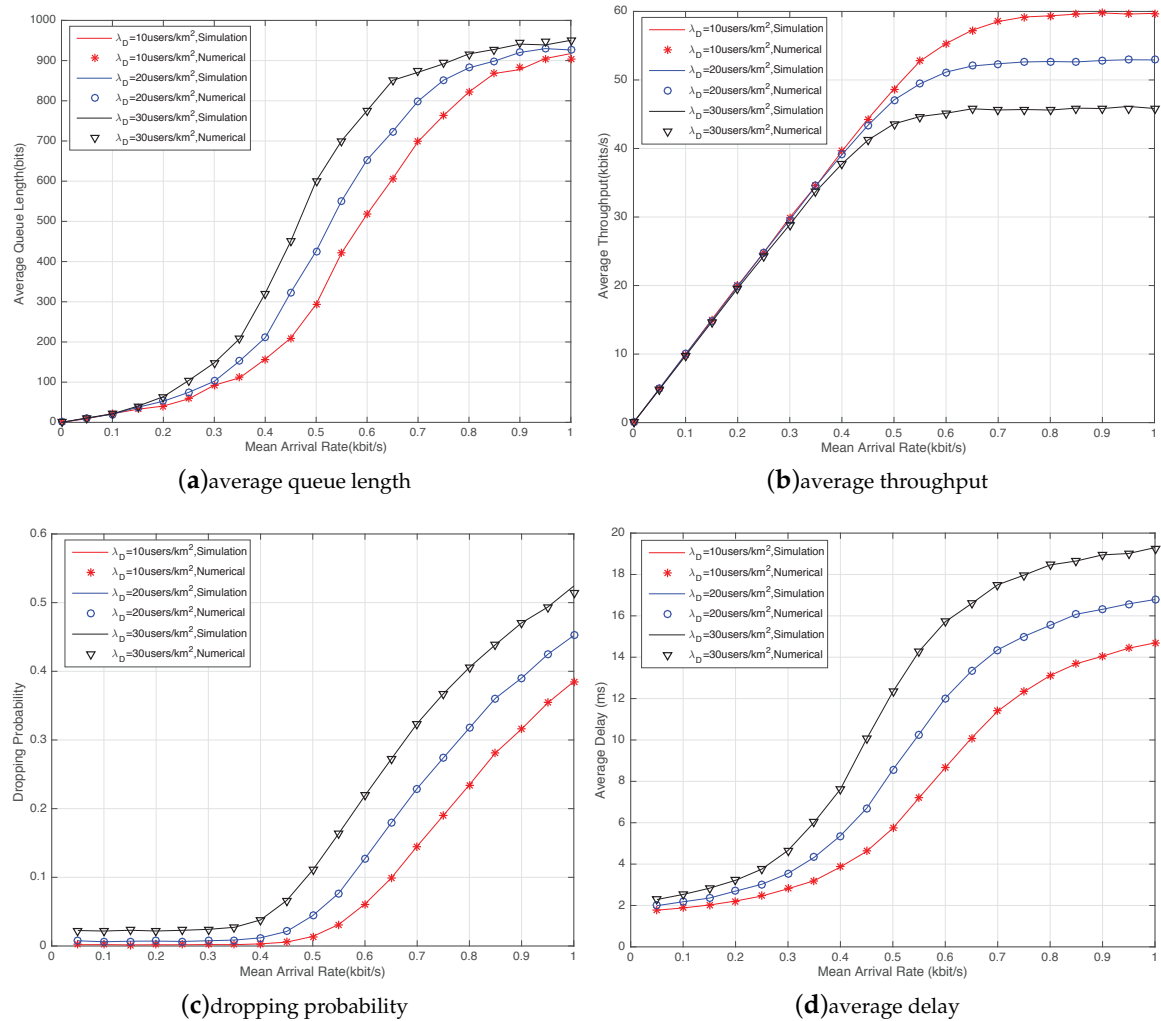 1000
900
800
700
600
500
400
300
200
100
0
Average Queue Length(bits)
λD=10users/km²,Simulation
λD=10users/km²,Numerical
λD=20users/km²,Simulation
λD=20users/km²,Numerical
λD=30users/km²,Simulation
λD=30users/km²,Numerical
0 0.1 0.2 0.3 0.4 0.5 0.6 0.7 0.8 0.9 1
Mean Arrival Rate(kbit/s)
(a)average queue length
60
50
40
30
20
10
0
Average Throughput(kbits/s)
λD=10users/km²,Simulation
λD=10users/km²,Numerical
λD=20users/km²,Simulation
λD=20users/km²,Numerical
λD=30users/km²,Simulation
λD=30users/km²,Numerical
0 0.1 0.2 0.3 0.4 0.5 0.6 0.7 0.8 0.9 1
Mean Arrival Rate(kbit/s)
(b)average throughput
0.6
0.5
0.4
0.3
0.2
0.1
0
Dropping Probability
λD=10users/km²,Simulation
λD=10users/km²,Numerical
λD=20users/km²,Simulation
λD=20users/km²,Numerical
λD=30users/km²,Simulation
λD=30users/km²,Numerical
0 0.1 0.2 0.3 0.4 0.5 0.6 0.7 0.8 0.9 1
Mean Arrival Rate(kbit/s)
(c)dropping probability
20
18
16
14
12
10
8
6
4
2
0
Average Delay (ms)
λD=10users/km²,Simulation
λD=10users/km²,Numerical
λD=20users/km²,Simulation
λD=20users/km²,Numerical
λD=30users/km²,Simulation
λD=30users/km²,Numerical
0 0.1 0.2 0.3 0.4 0.5 0.6 0.7 0.8 0.9 1
Mean Arrival Rate (kbit/s)
(d)average delay